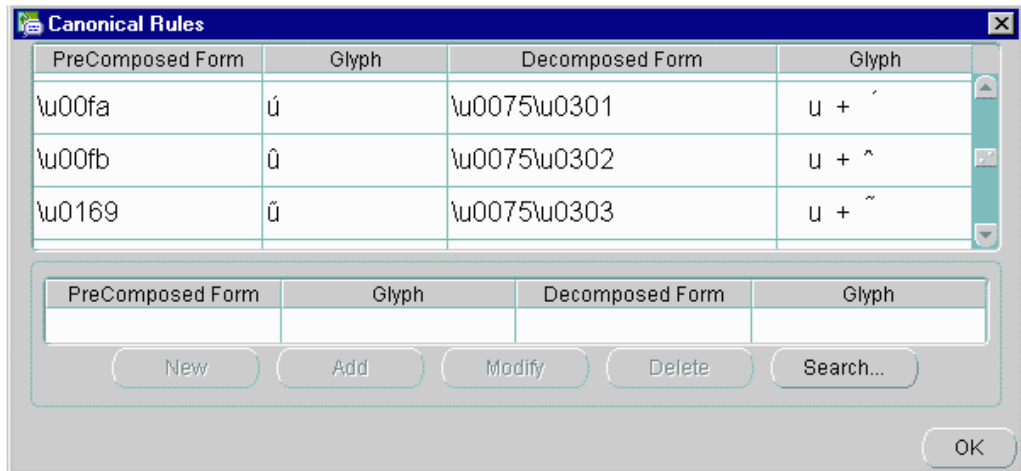 Canonical Rules
PreComposed Form Glyph Decomposed Form Glyph
\u00fa ú \u0075\u0301 u + ´
\u00fb û \u0075\u0302 u + ^
\u0169 ũ \u0075\u0303 u + ˜
PreComposed Form Glyph Decomposed Form Glyph
New Add Modify Delete Search...
OK